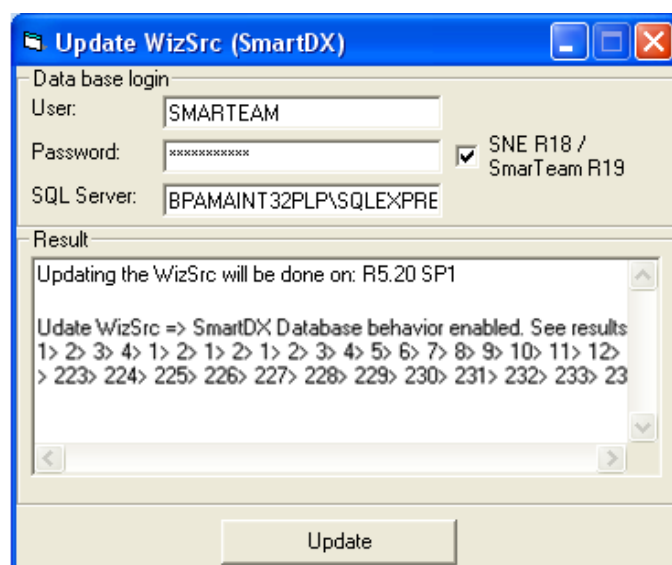 Update WizSrc (SmartDX)
Data base login
User:
SMARTEAM
Password:
***********
SNE R18 /
SmarTeam R19
SQL Server:
BPAMAINT32PLP\SQLEXPRE
Result
Updating the WizSrc will be done on: R5.20 SP1
Udate WizSrc => SmartDX Database behavior enabled. See results
1> 2> 3> 4> 1> 2> 1> 2> 1> 2> 3> 4> 5> 6> 7> 8> 9> 10> 11> 12>
> 223> 224> 225> 226> 227> 228> 229> 230> 231> 232> 233> 23
Update